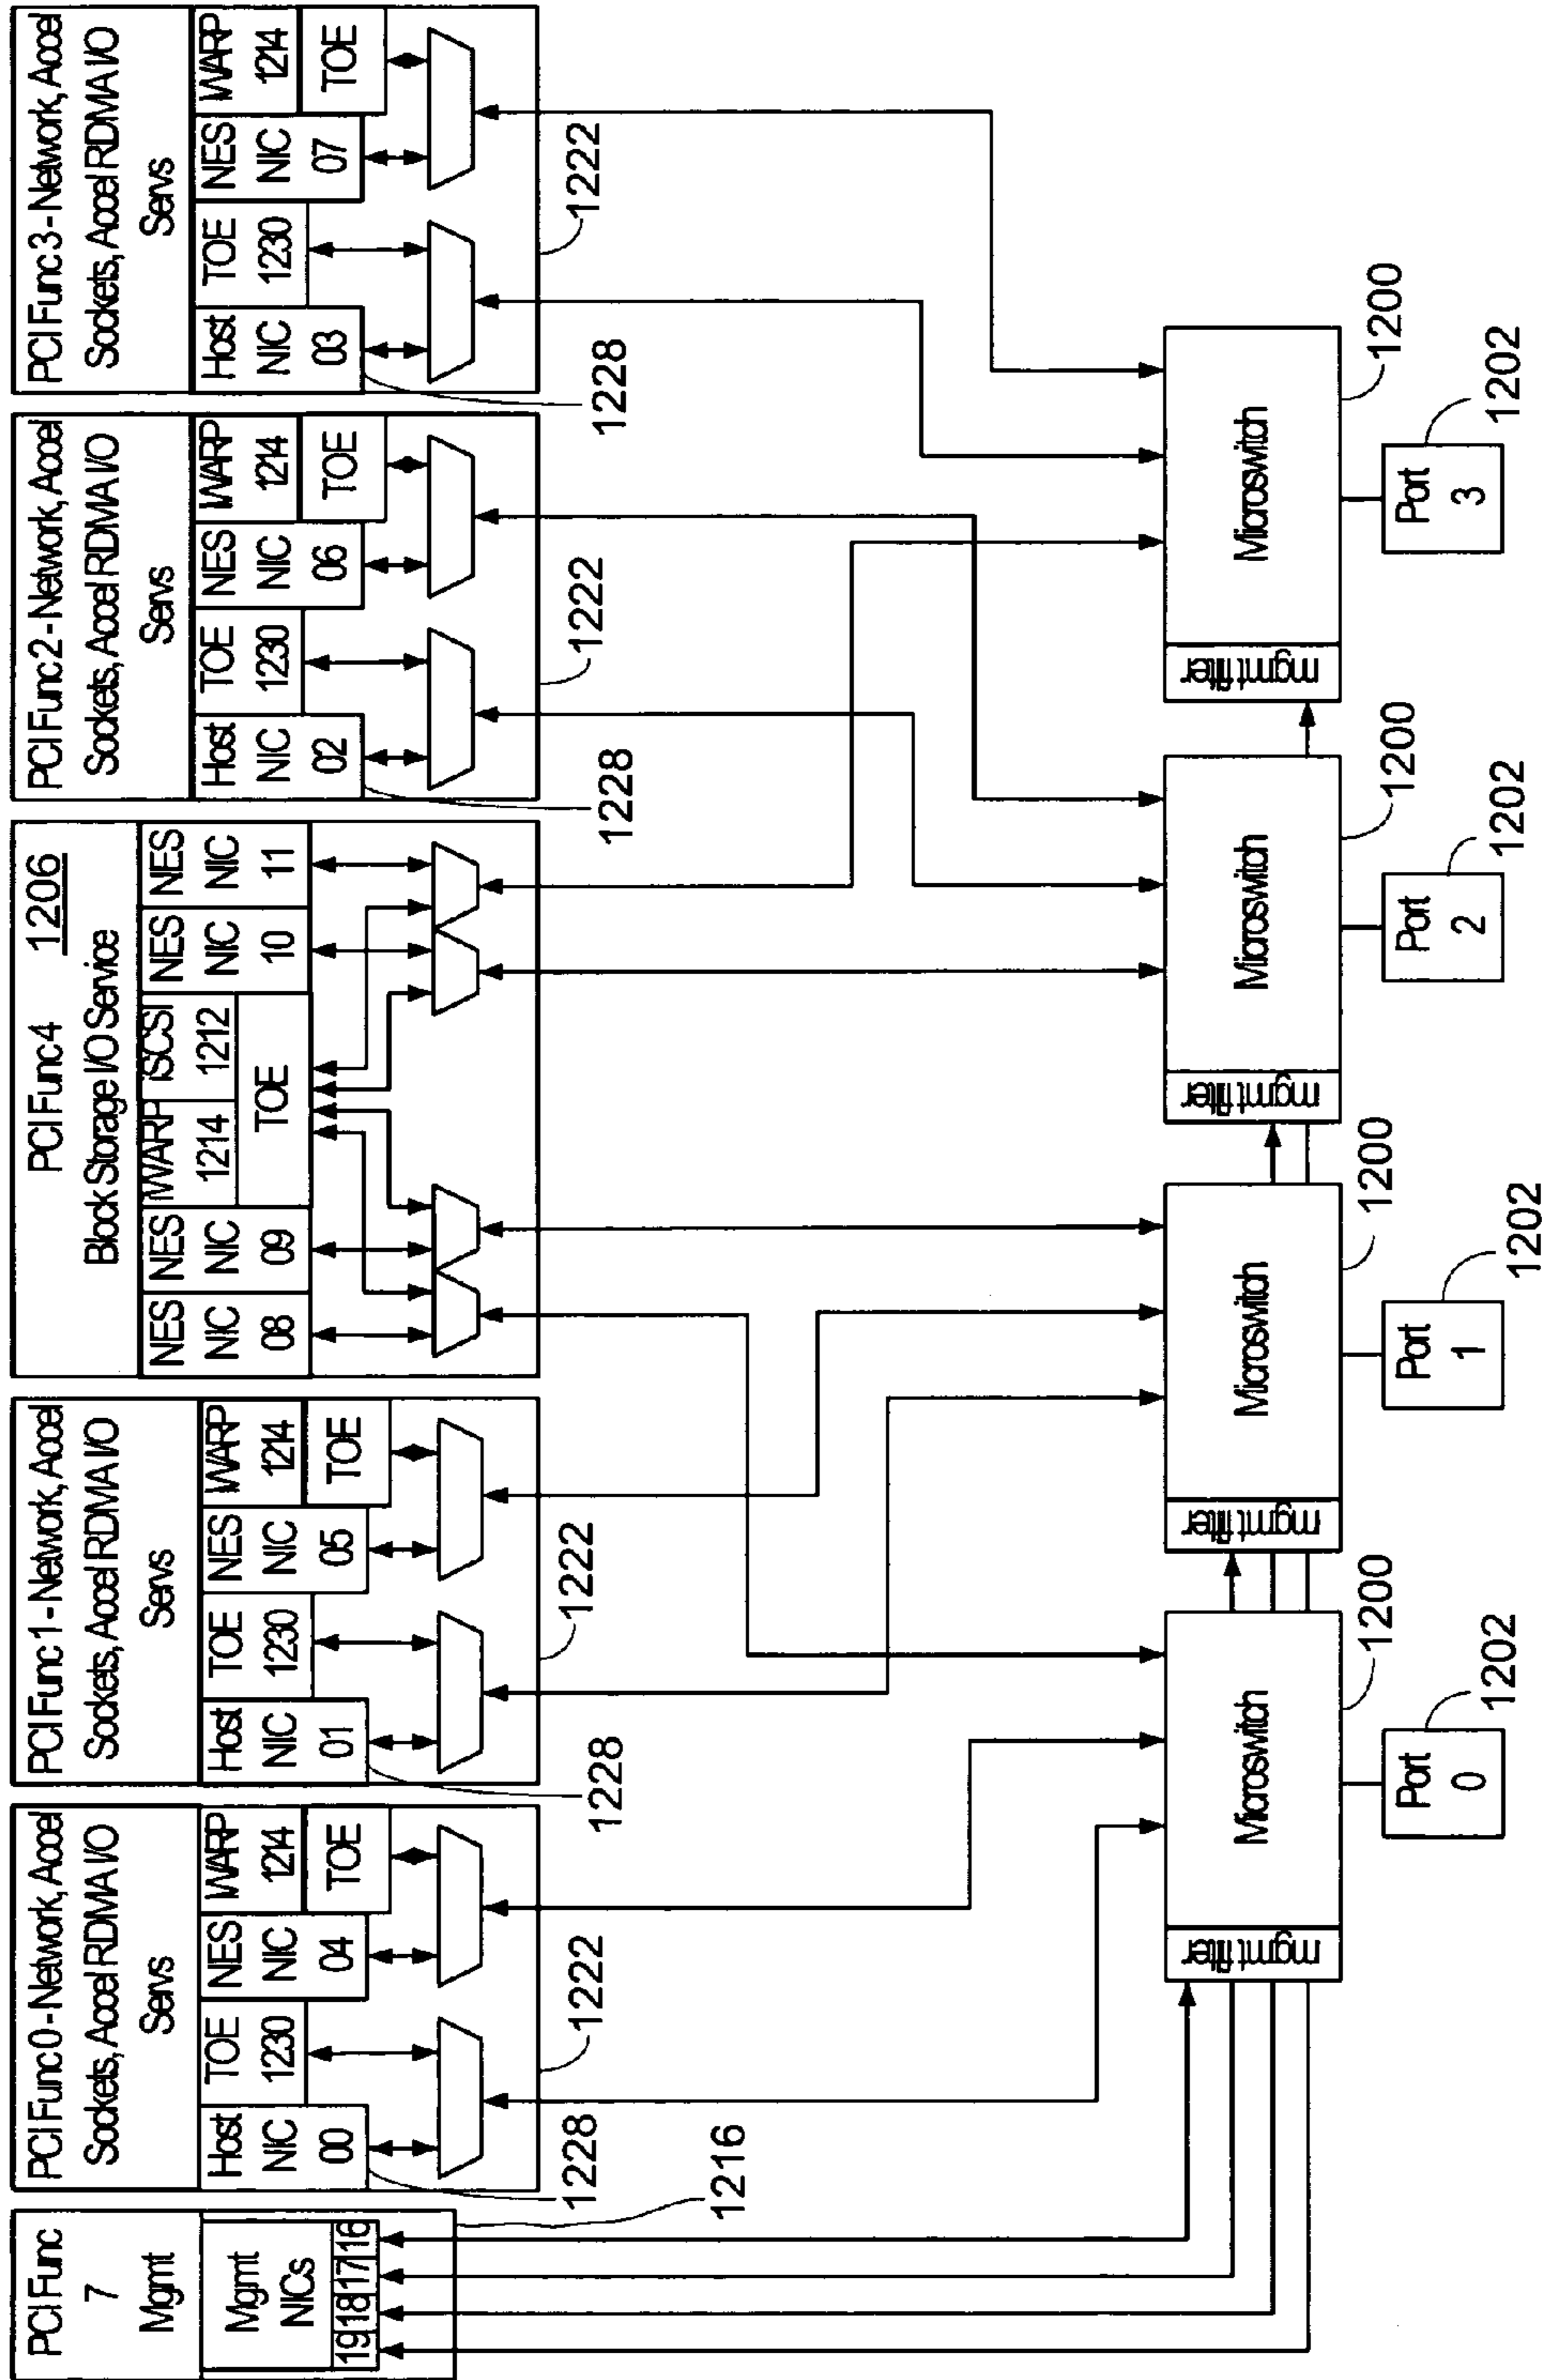 PCI Func
7
Mgmt
Mgmt
NICs
19 18 17 16
1216
PCI Func 0 - Network, Accel
Sockets, Accel RDMA I/O
Servs
Host
NIC
00
TOE
1230
NES
NIC
04
iWARP
1214
TOE
1228
1222
PCI Func 1 - Network, Accel
Sockets, Accel RDMA I/O
Servs
Host
NIC
01
TOE
1230
NES
NIC
05
iWARP
1214
TOE
1228
1222
PCI Func 4 1206
Block Storage I/O Service
NES
NIC
08
NES
NIC
09
iWARP
1214
iSCSI
1212
TOE
NES
NIC
10
NES
NIC
11
PCI Func 2 - Network, Accel
Sockets, Accel RDMA I/O
Servs
Host
NIC
02
TOE
1230
NES
NIC
06
iWARP
1214
TOE
1228
1222
PCI Func 3 - Network, Accel
Sockets, Accel RDMA I/O
Servs
Host
NIC
03
TOE
1230
NES
NIC
07
iWARP
1214
TOE
1228
1222
mgmt filter
Microswitch
1200
Port
0
1202
mgmt filter
Microswitch
1200
Port
1
1202
mgmt filter
Microswitch
1200
Port
2
1202
mgmt filter
Microswitch
1200
Port
3
1202